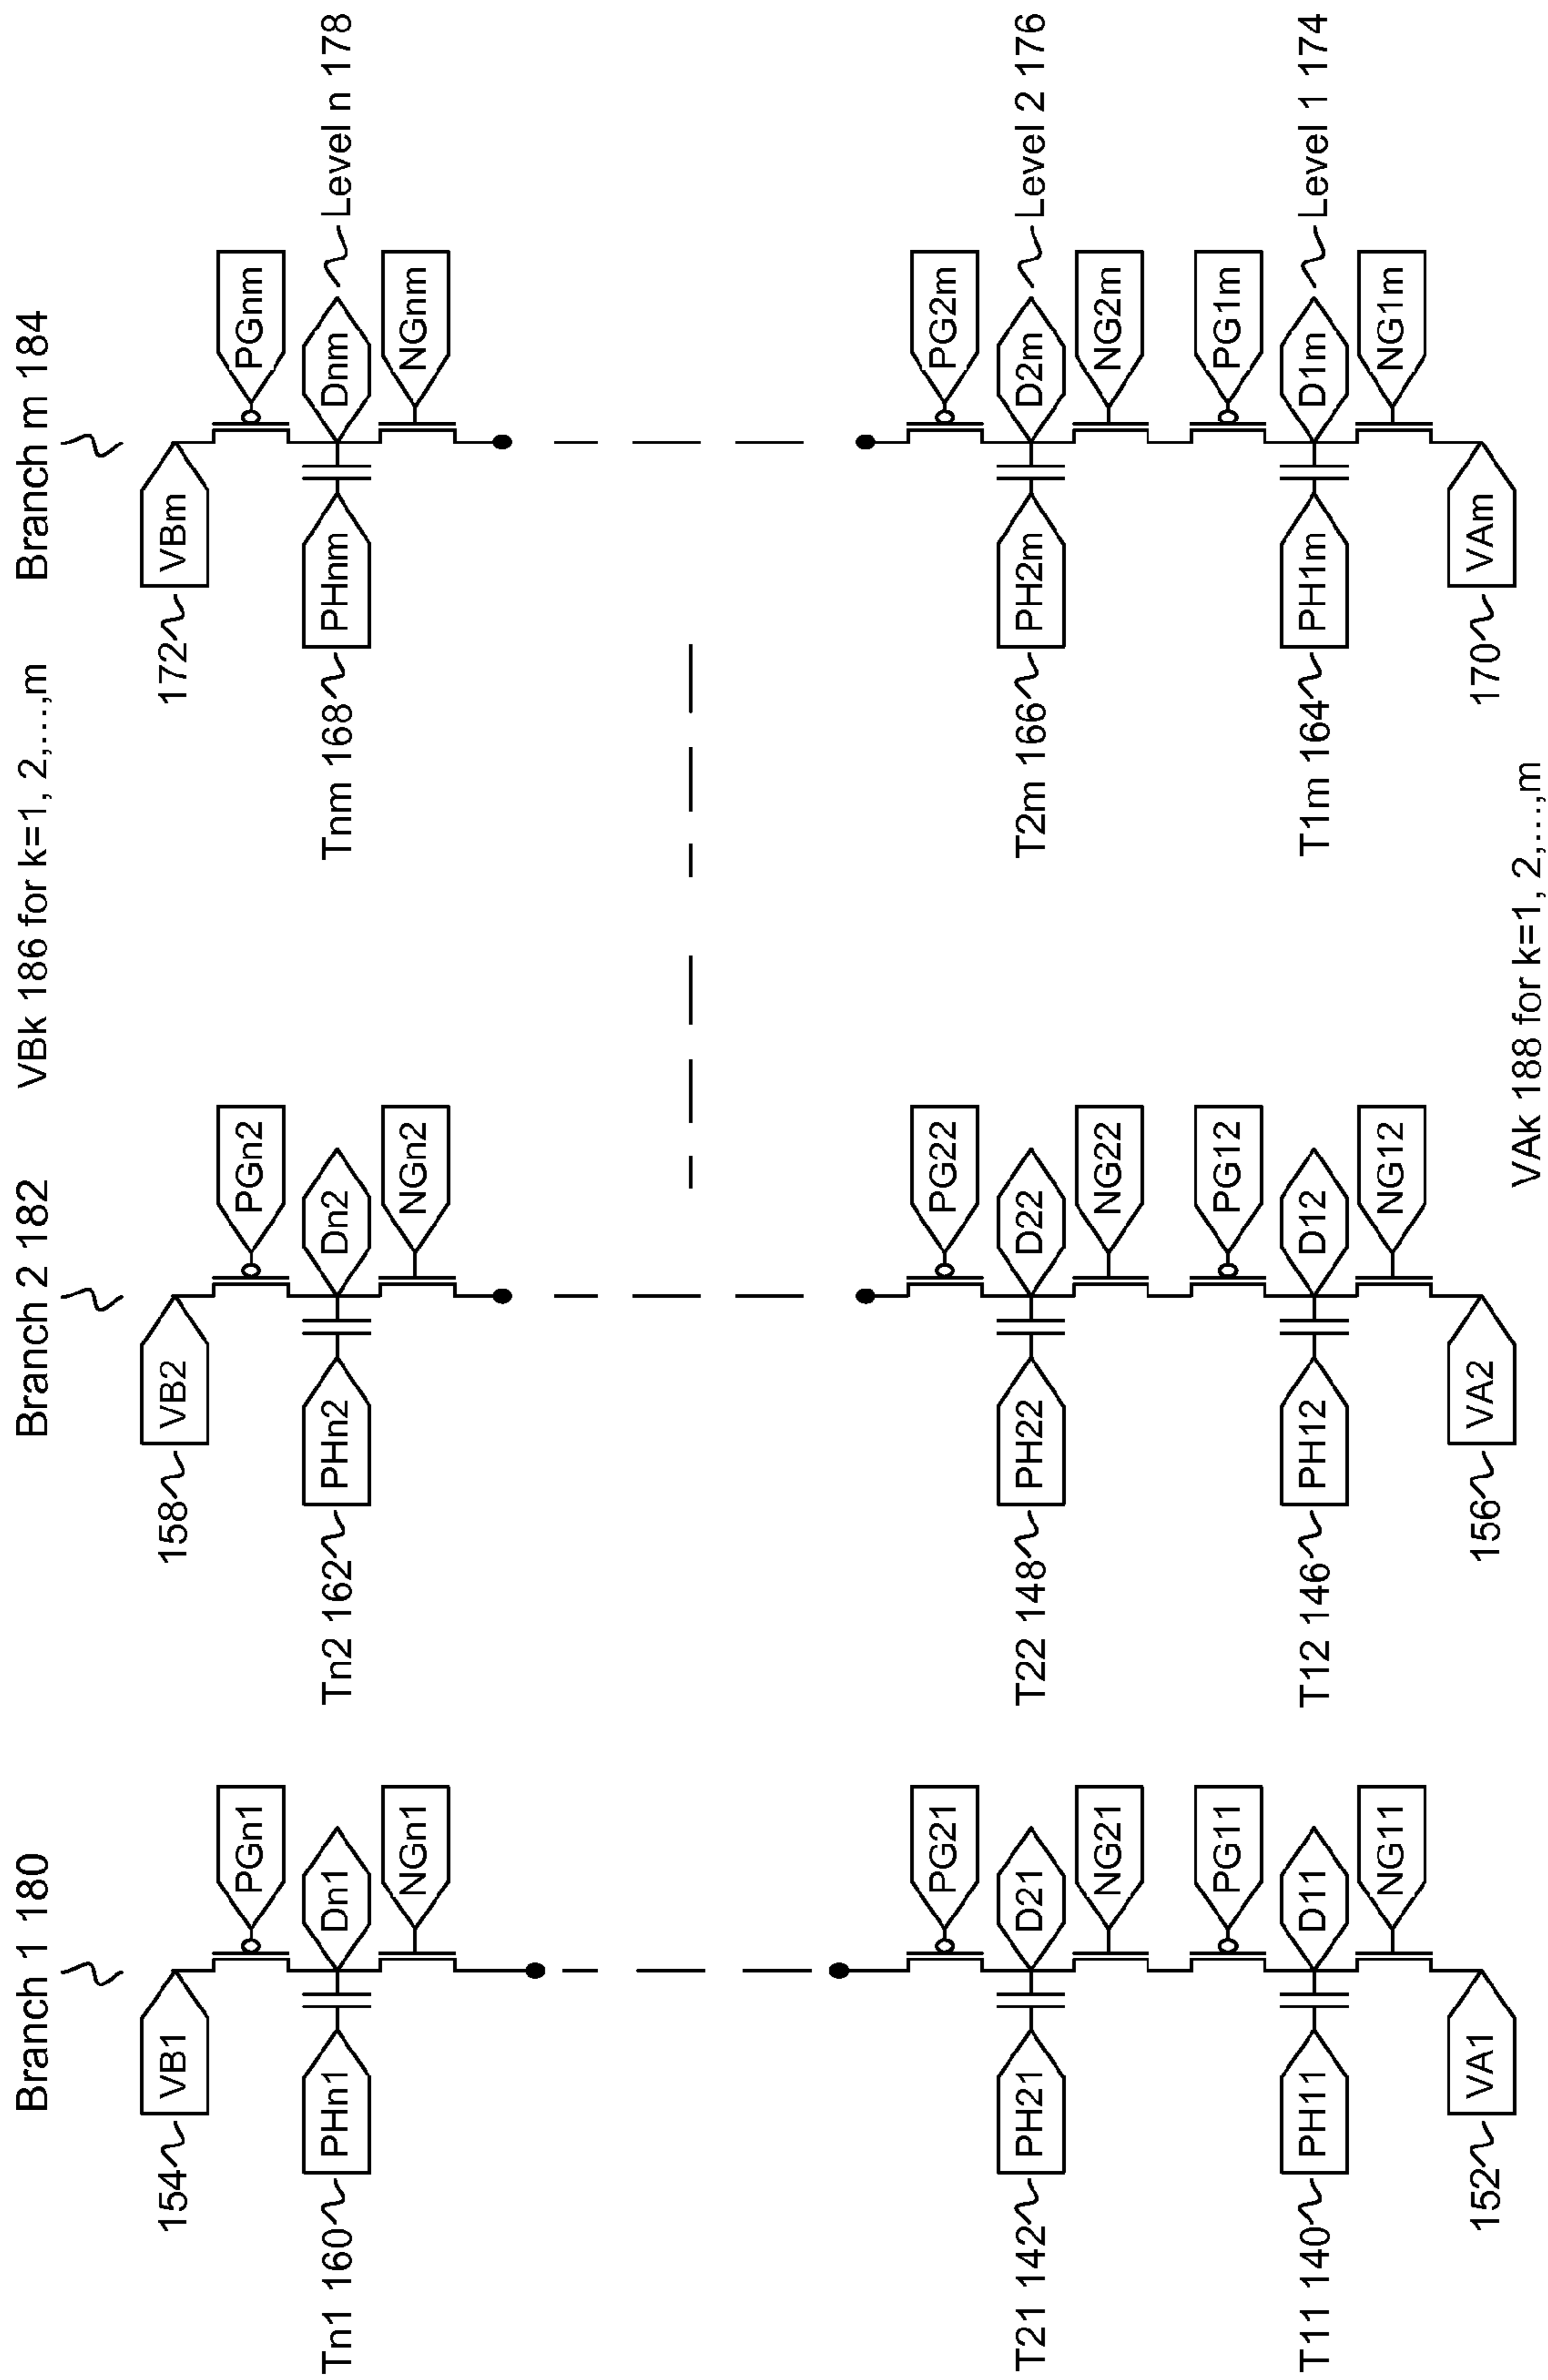 Branch 1 180
Branch 2 182
VBk 186 for k=1, 2,...,m
Branch m 184
154
VB1
158
VB2
172
VBm
PGn1
PGn2
PGnm
Tn1 160
PHn1
Dn1
Tn2 162
PHn2
Dn2
Tnm 168
PHnm
Dnm
Level n 178
NGn1
NGn2
NGnm
PG21
PG22
PG2m
T21 142
PH21
D21
T22 148
PH22
D22
T2m 166
PH2m
D2m
Level 2 176
NG21
NG22
NG2m
PG11
PG12
PG1m
T11 140
PH11
D11
T12 146
PH12
D12
T1m 164
PH1m
D1m
Level 1 174
NG11
NG12
NG1m
152
VA1
156
VA2
170
VAm
VAk 188 for k=1, 2,...,m